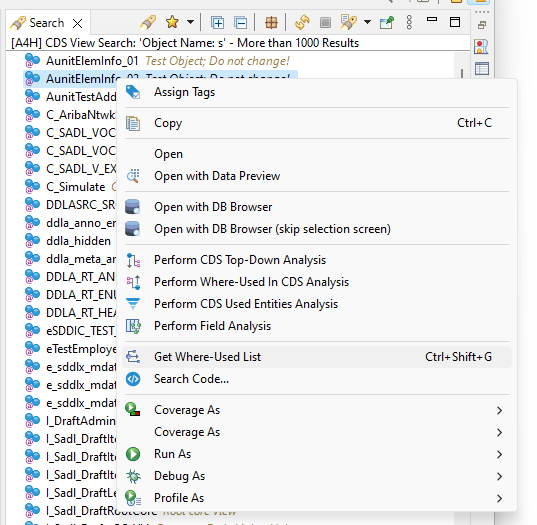 Search
[A4H] CDS View Search: 'Object Name: s' - More than 1000 Results
AunitElemInfo_01 Test Object; Do not change!
AunitElemInfo_02 Test Object; Do not change!
AunitTestAdd
C_AribaNtwk
C_SADL_VOC
C_SADL_VOC
C_SADL_V_EX
C_Simulate
DDLASRC_SR
ddla_anno_er
ddla_hidden
ddla_meta_ar
DDLA_RT_AN
DDLA_RT_ENU
DDLA_RT_HEA
eSDDIC_TEST_
eTestEmploye
e_sddlx_mdat
e_sddlx_mdat
e_sddlx_mdat
I_DraftAdmin
I_Sadl_DraftIte
I_Sadl_DraftIte
I_Sadl_DraftIte
I_Sadl_DraftLe
I_Sadl_DraftRootCore Root core view
Assign Tags
Copy Ctrl+C
Open
Open with Data Preview
Open with DB Browser
Open with DB Browser (skip selection screen)
Perform CDS Top-Down Analysis
Perform Where-Used In CDS Analysis
Perform CDS Used Entities Analysis
Perform Field Analysis
Get Where-Used List Ctrl+Shift+G
Search Code...
Coverage As
Coverage As
Run As
Debug As
Profile As